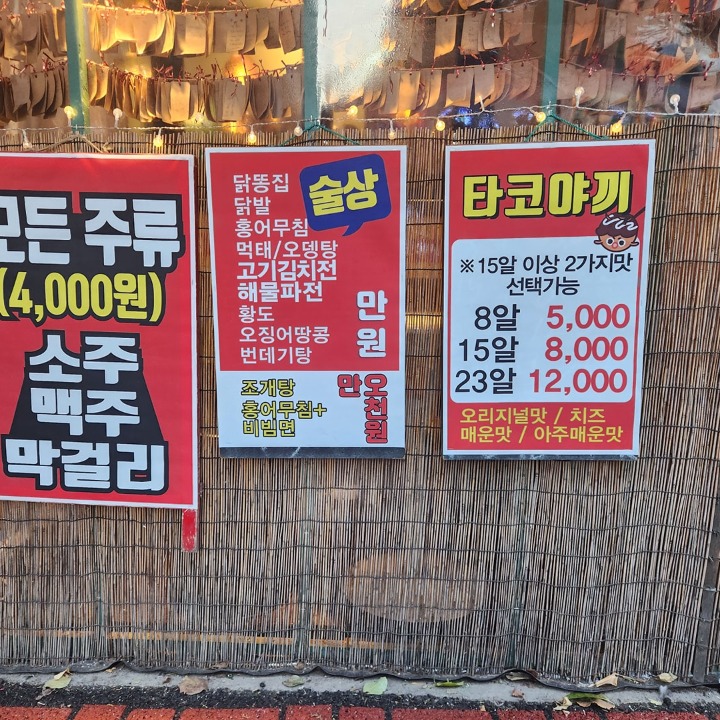 모든 주류
(4,000원)
소주
맥주
막걸리
술상
닭똥집
닭발
홍어무침
먹태/오뎅탕
고기김치전
해물파전
황도
오징어땅콩
번데기탕
만원
조개탕
홍어무침+
비빔면
만오천원
타코야끼
※15알 이상 2가지맛
선택가능
8알 5,000
15알 8,000
23알 12,000
오리지널맛 / 치즈
매운맛 / 아주매운맛